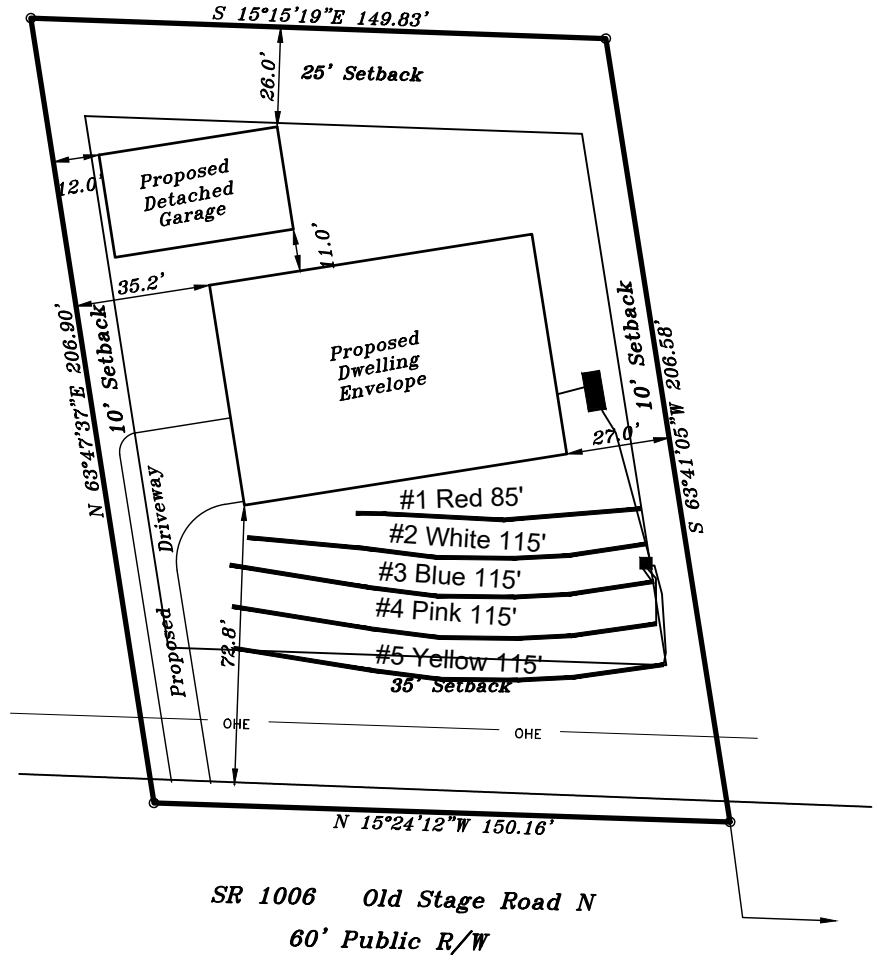 S 15°15'19"E 149.83'
26.0'
25' Setback
12.0'
Proposed
Detached
Garage
11.0'
35.2'
N 63°47'37"E 206.90'
10' Setback
Proposed
Dwelling
Envelope
10' Setback
S 63°41'05"W 206.58'
27.0'
Proposed Driveway
#1 Red 85'
#2 White 115'
#3 Blue 115'
#4 Pink 115'
#5 Yellow 115'
72.8'
35' Setback
OHE
OHE
N 15°24'12"W 150.16'
SR 1006 Old Stage Road N
60' Public R/W